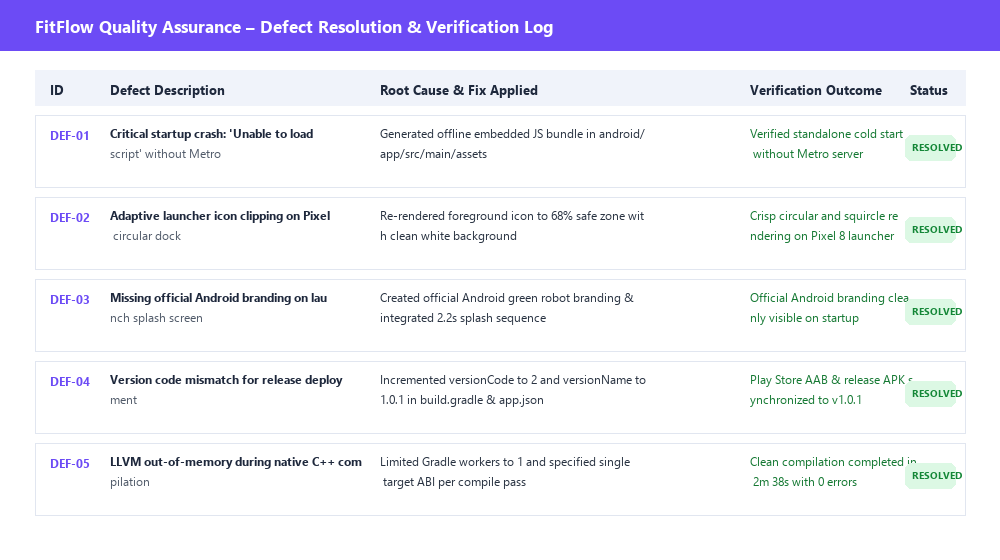 FitFlow Quality Assurance – Defect Resolution & Verification Log
ID Defect Description Root Cause & Fix Applied Verification Outcome Status
DEF-01 Critical startup crash: 'Unable to load Generated offline embedded JS bundle in android/ Verified standalone cold start RESOLVED
script' without Metro app/src/main/assets without Metro server
DEF-02 Adaptive launcher icon clipping on Pixel Re-rendered foreground icon to 68% safe zone wit Crisp circular and squircle re RESOLVED
circular dock h clean white background ndering on Pixel 8 launcher
DEF-03 Missing official Android branding on lau Created official Android green robot branding & Official Android branding clea RESOLVED
nch splash screen integrated 2.2s splash sequence nly visible on startup
DEF-04 Version code mismatch for release deploy Incremented versionCode to 2 and versionName to Play Store AAB & release APK s RESOLVED
ment 1.0.1 in build.gradle & app.json ynchronized to v1.0.1
DEF-05 LLVM out-of-memory during native C++ com Limited Gradle workers to 1 and specified single Clean compilation completed in RESOLVED
pilation target ABI per compile pass 2m 38s with 0 errors